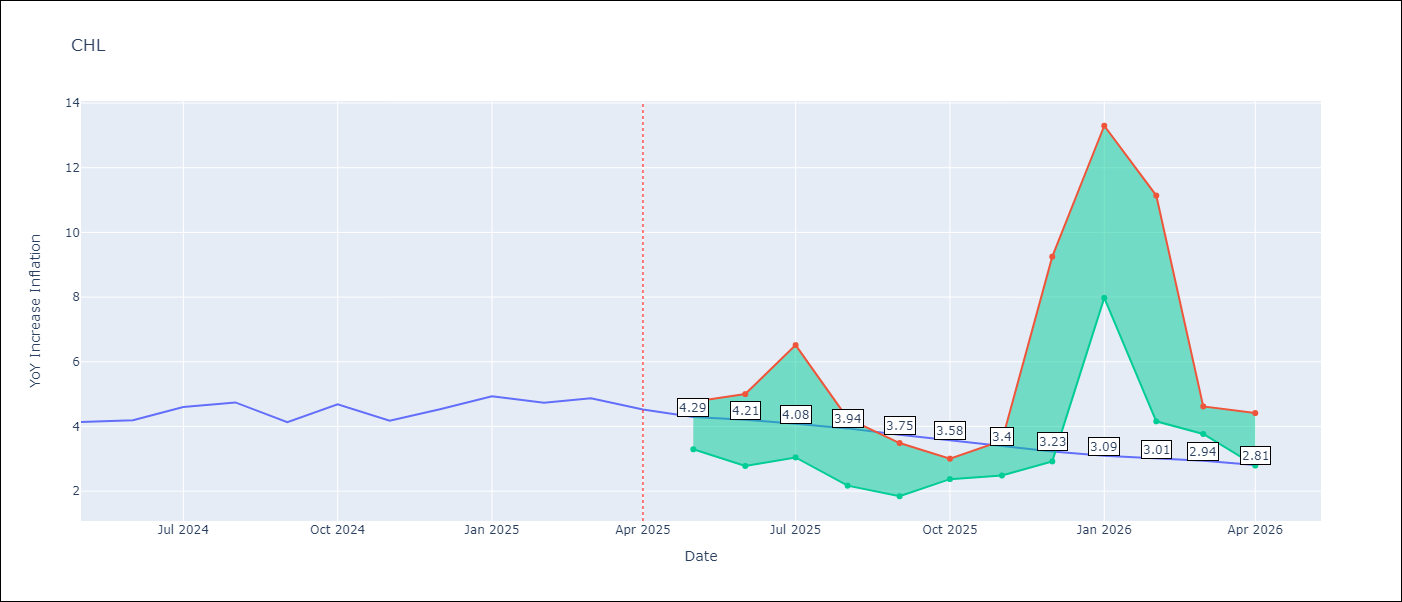 CHL
YoY Increase Inflation
14
12
10
8
6
4
2
4.29
4.21
4.08
3.94
3.75
3.58
3.4
3.23
3.09
3.01
2.94
2.81
Jul 2024
Oct 2024
Jan 2025
Apr 2025
Jul 2025
Oct 2025
Jan 2026
Apr 2026
Date